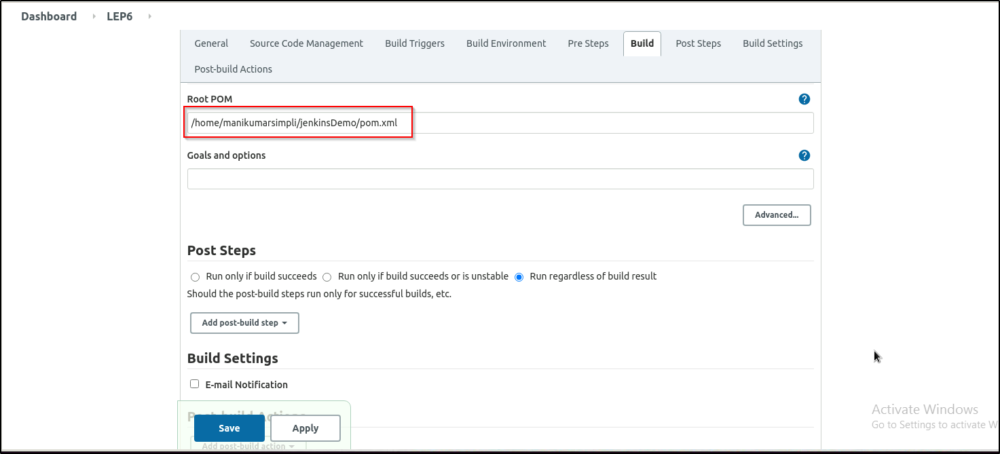 Dashboard LEP6
General Source Code Management Build Triggers Build Environment Pre Steps Build Post Steps Build Settings
Post-build Actions
Root POM ?
/home/manikumarsimpli/jenkinsDemo/pom.xml
Goals and options ?
Advanced...
Post Steps
Run only if build succeeds Run only if build succeeds or is unstable Run regardless of build result
Should the post-build steps run only for successful builds, etc.
Add post-build step
Build Settings
E-mail Notification
Post-build Actions
Save Apply
Add post-build action
Activate Windows
Go to Settings to activate W